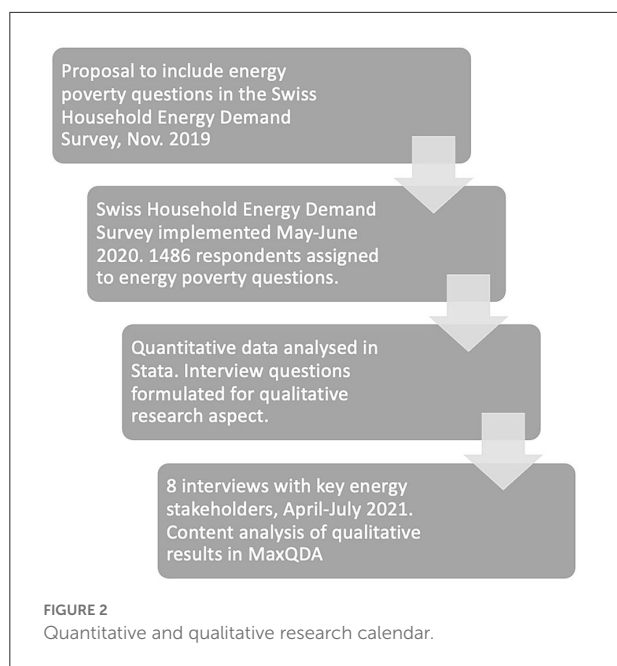 Proposal to include energy
poverty questions in the Swiss
Household Energy Demand
Survey, Nov. 2019
Swiss Household Energy Demand
Survey implemented May-June
2020. 1486 respondents assigned
to energy poverty questions.
Quantitative data analysed in
Stata. Interview questions
formulated for qualitative
research aspect.
8 interviews with key energy
stakeholders, April-July 2021.
Content analysis of qualitative
results in MaxQDA
FIGURE 2
Quantitative and qualitative research calendar.